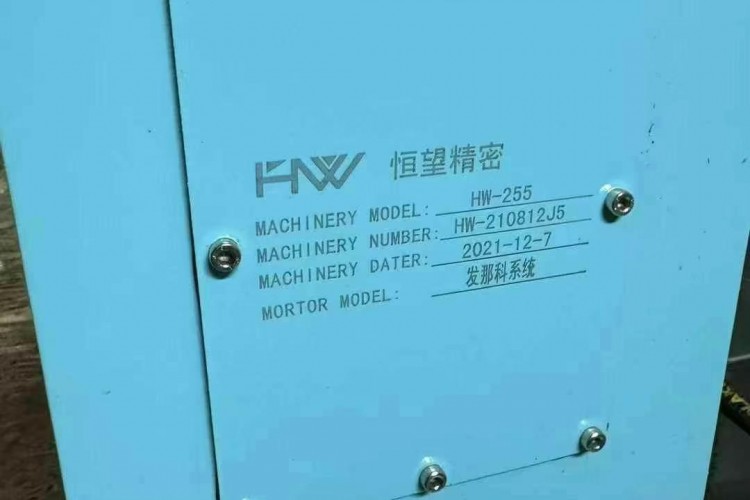 HNW 恒望精密
MACHINERY MODEL: HW-255
MACHINERY NUMBER: HW-210812J5
MACHINERY DATER: 2021-12-7
MORTOR MODEL: 发那科系统